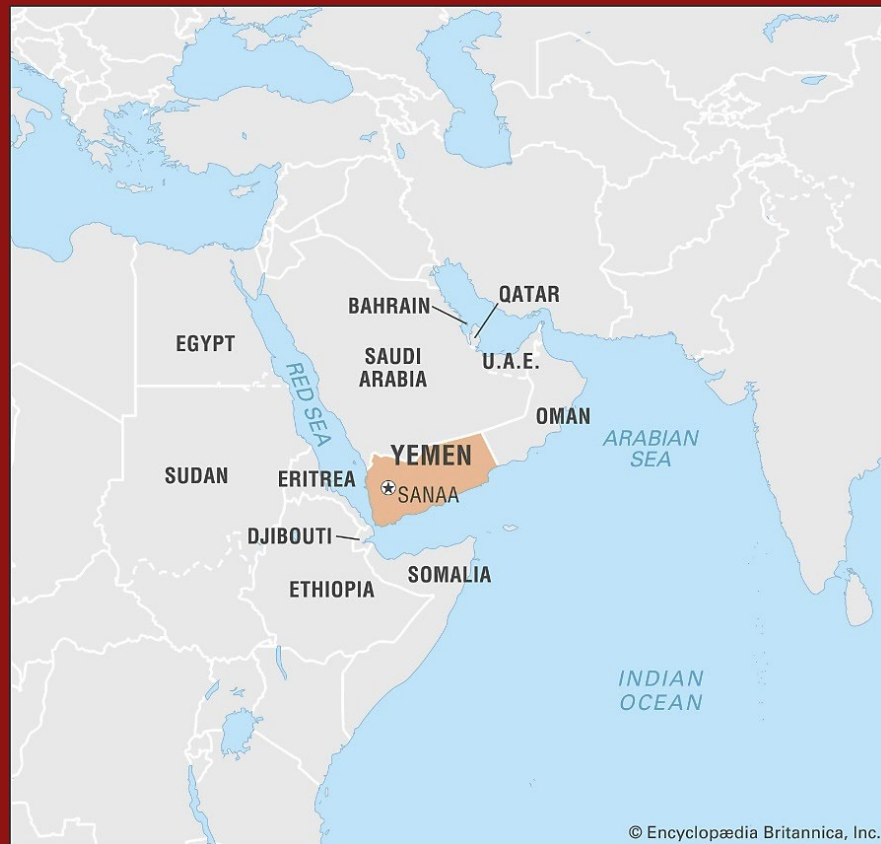 BAHRAIN
QATAR
EGYPT
SAUDI
ARABIA
U.A.E.
RED SEA
OMAN
ARABIAN
SEA
YEMEN
SUDAN
ERITREA
SANAA
DJIBOUTI
SOMALIA
ETHIOPIA
INDIAN
OCEAN
© Encyclopædia Britannica, Inc.